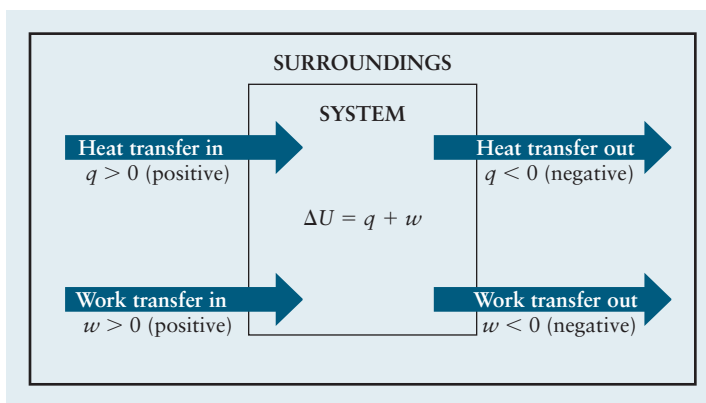 SURROUNDINGS
SYSTEM
Heat transfer in
q > 0 (positive)
Heat transfer out
q < 0 (negative)
ΔU = q + w
Work transfer in
w > 0 (positive)
Work transfer out
w < 0 (negative)